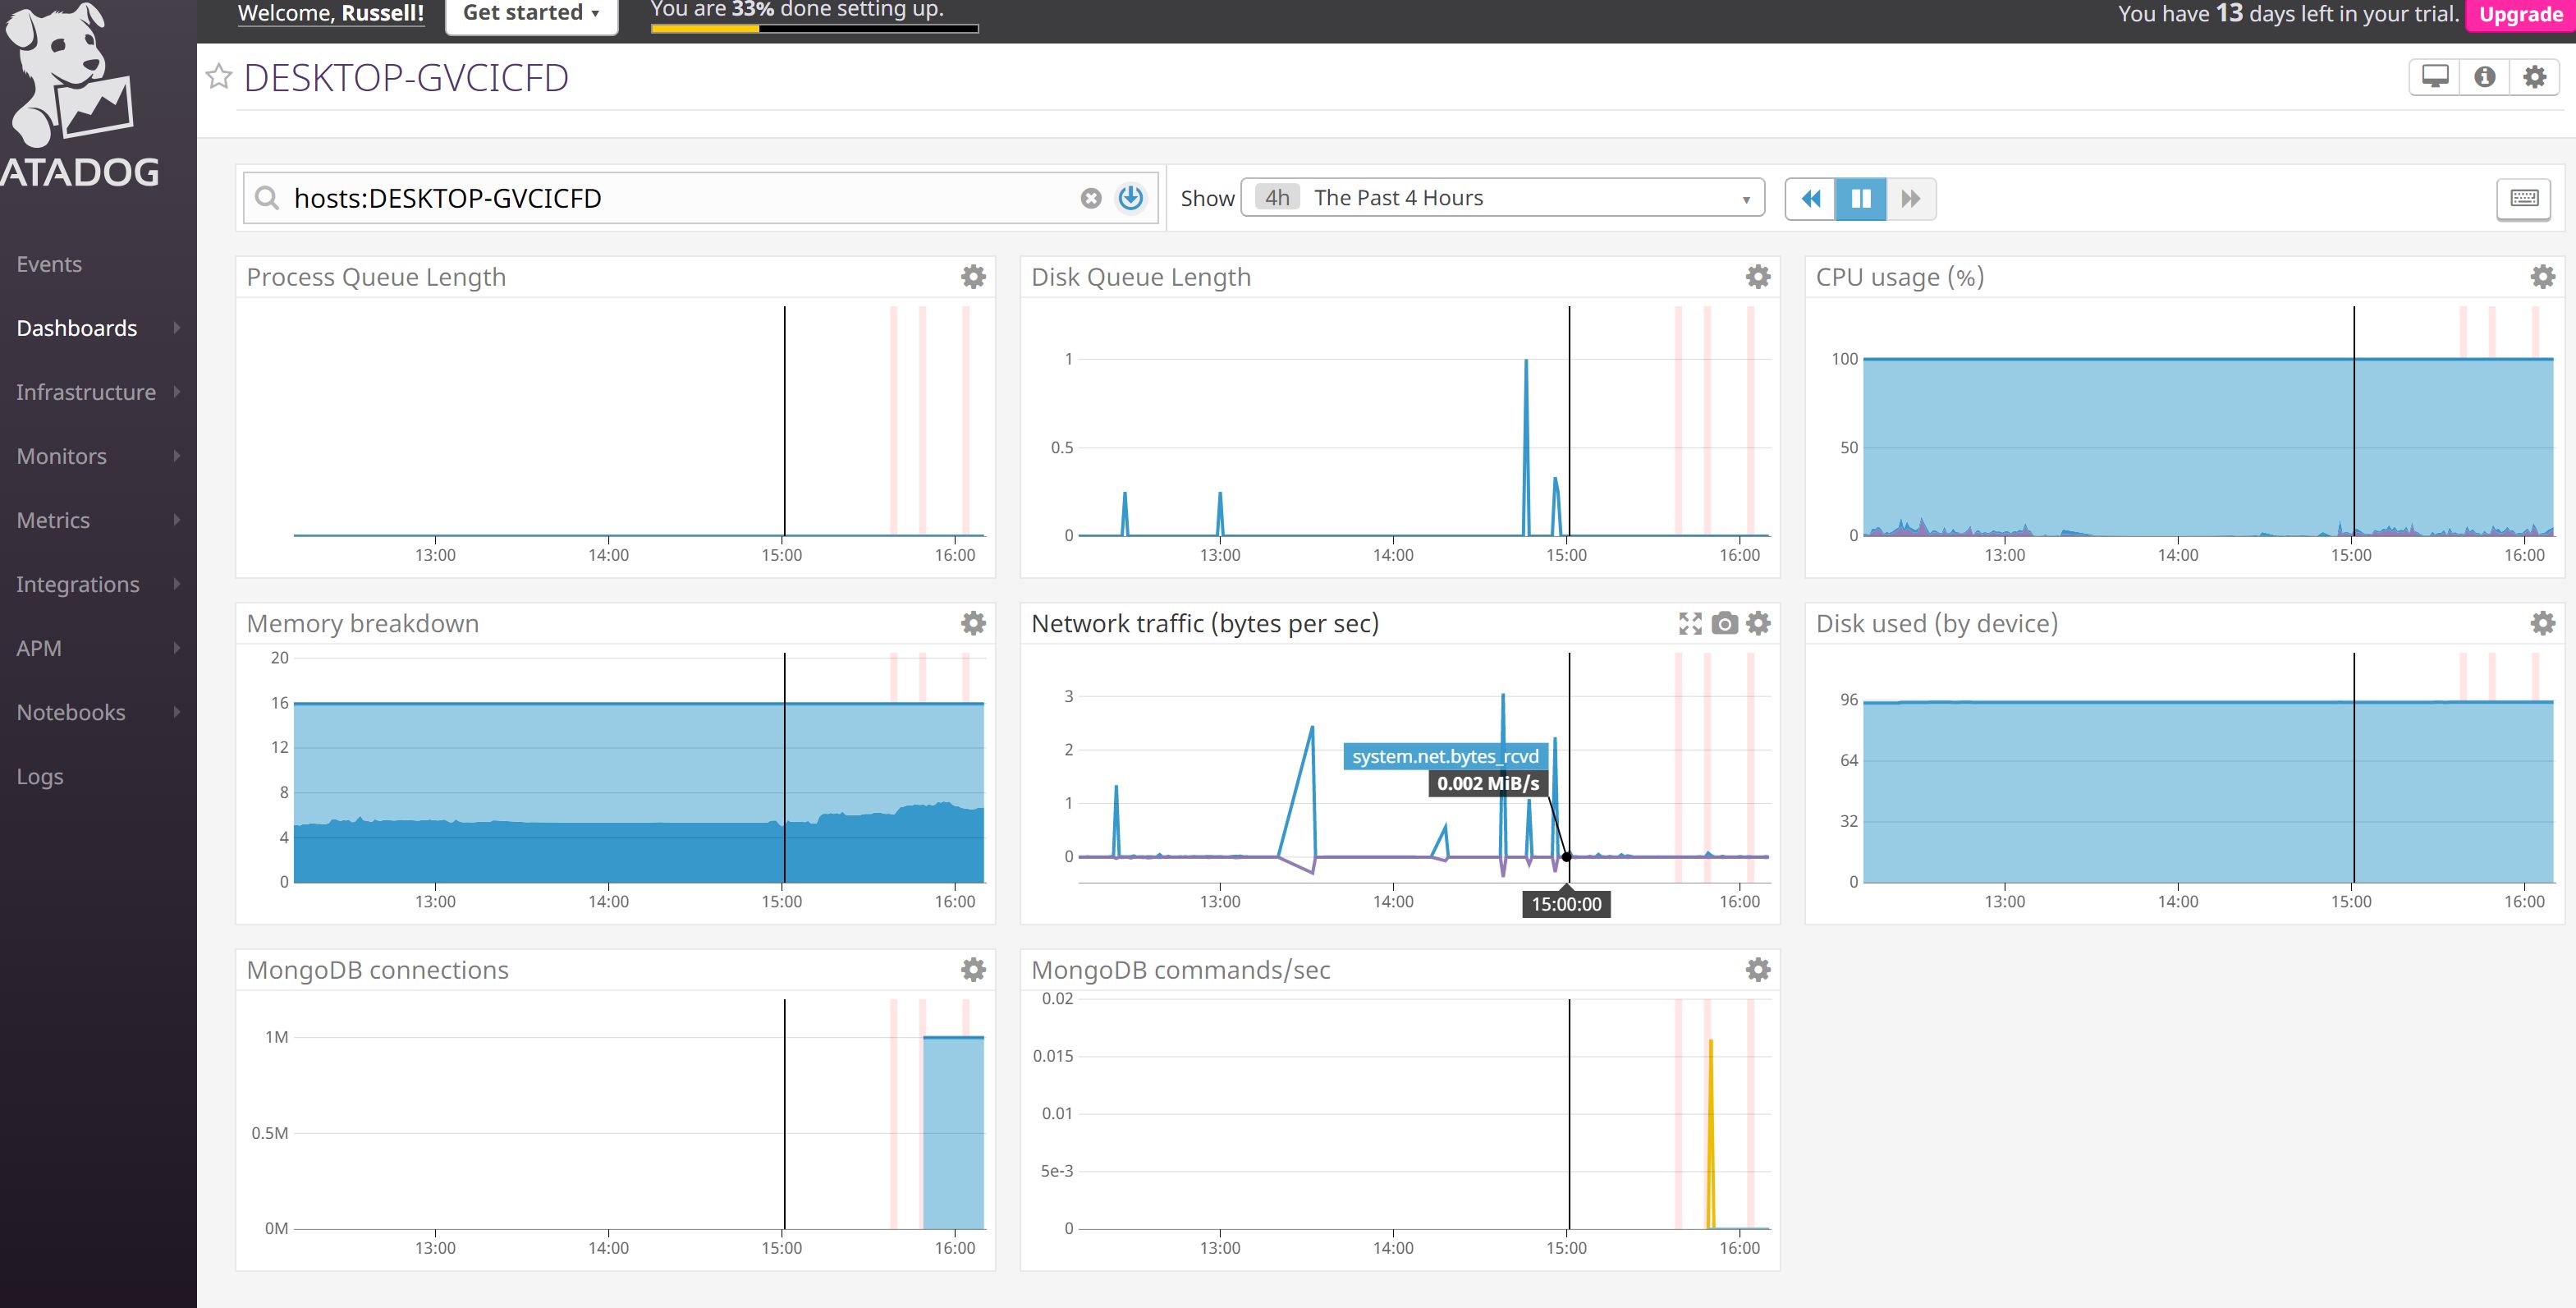 Welcome, Russell!
Get started
You are 33% done setting up.
You have 13 days left in your trial.
Upgrade
ATADOG
DESKTOP-GVCICFD
hosts:DESKTOP-GVCICFD
Show
4h
The Past 4 Hours
Events
Dashboards
Infrastructure
Monitors
Metrics
Integrations
APM
Notebooks
Logs
Process Queue Length
13:00
14:00
15:00
16:00
Disk Queue Length
1
0.5
0
13:00
14:00
15:00
16:00
CPU usage (%)
100
50
0
13:00
14:00
15:00
16:00
Memory breakdown
20
16
12
8
4
0
13:00
14:00
15:00
16:00
Network traffic (bytes per sec)
3
2
1
0
system.net.bytes_rcvd
0.002 MiB/s
13:00
14:00
15:00:00
16:00
Disk used (by device)
96
64
32
0
13:00
14:00
15:00
16:00
MongoDB connections
1M
0.5M
0M
13:00
14:00
15:00
16:00
MongoDB commands/sec
0.02
0.015
0.01
5e-3
0
13:00
14:00
15:00
16:00